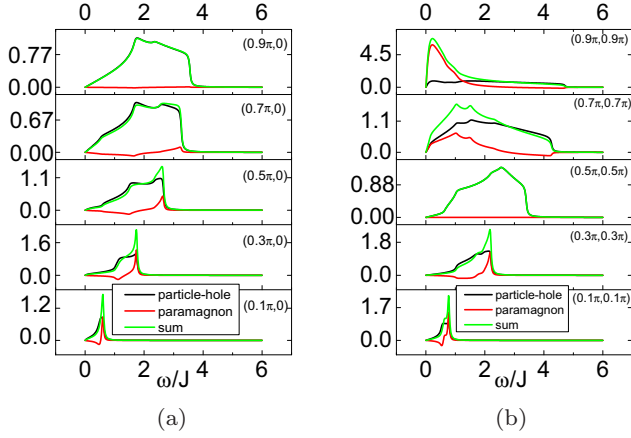 0 2 4 6
(0.9π,0)
0.77
0.00
(0.7π,0)
0.67
0.00
(0.5π,0)
1.1
0.0
(0.3π,0)
1.6
0.8
0.0
(0.1π,0)
1.2
0.0
particle-hole
paramagnon
sum
0 2 4 6
ω/J
(a)
0 2 4 6
(0.9π,0.9π)
4.5
0.0
(0.7π,0.7π)
1.1
0.0
(0.5π,0.5π)
0.88
0.00
(0.3π,0.3π)
2.4
1.2
0.0
(0.1π,0.1π)
1.7
0.0
particle-hole
paramagnon
sum
0 2 4 6
ω/J
(b)